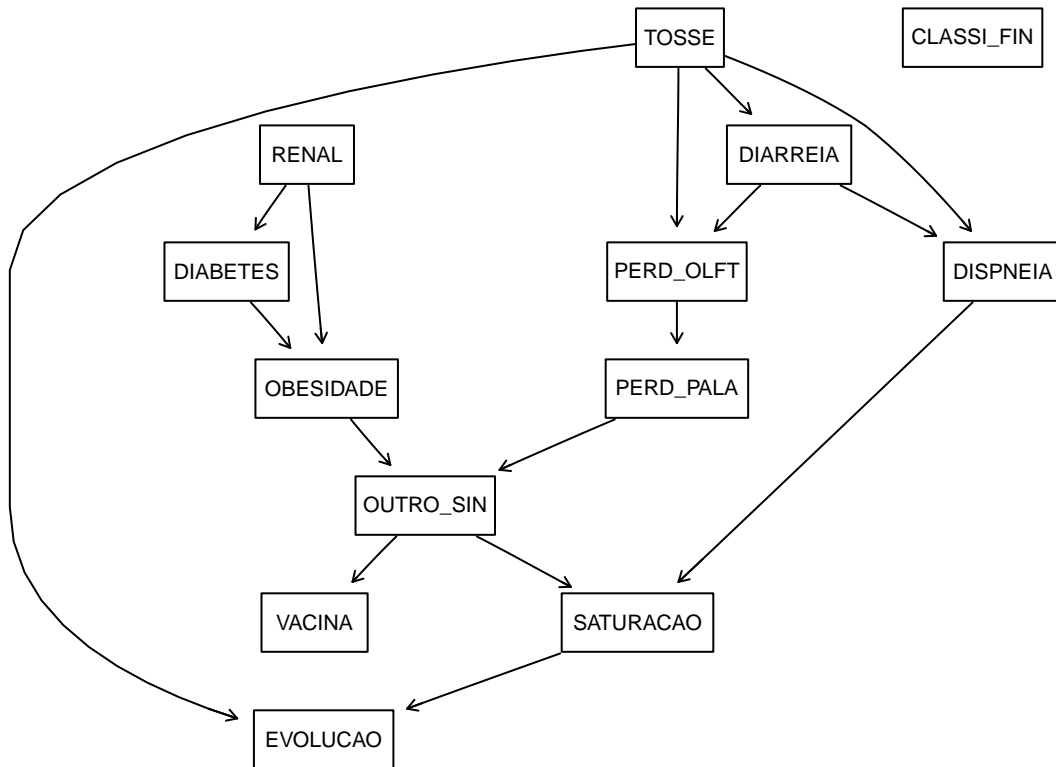 TOSSE
CLASSI_FIN
RENAL
DIARREIA
DIABETES
PERD_OLFT
DISPNEIA
OBESIDADE
PERD_PALA
OUTRO_SIN
VACINA
SATURACAO
EVOLUCAO